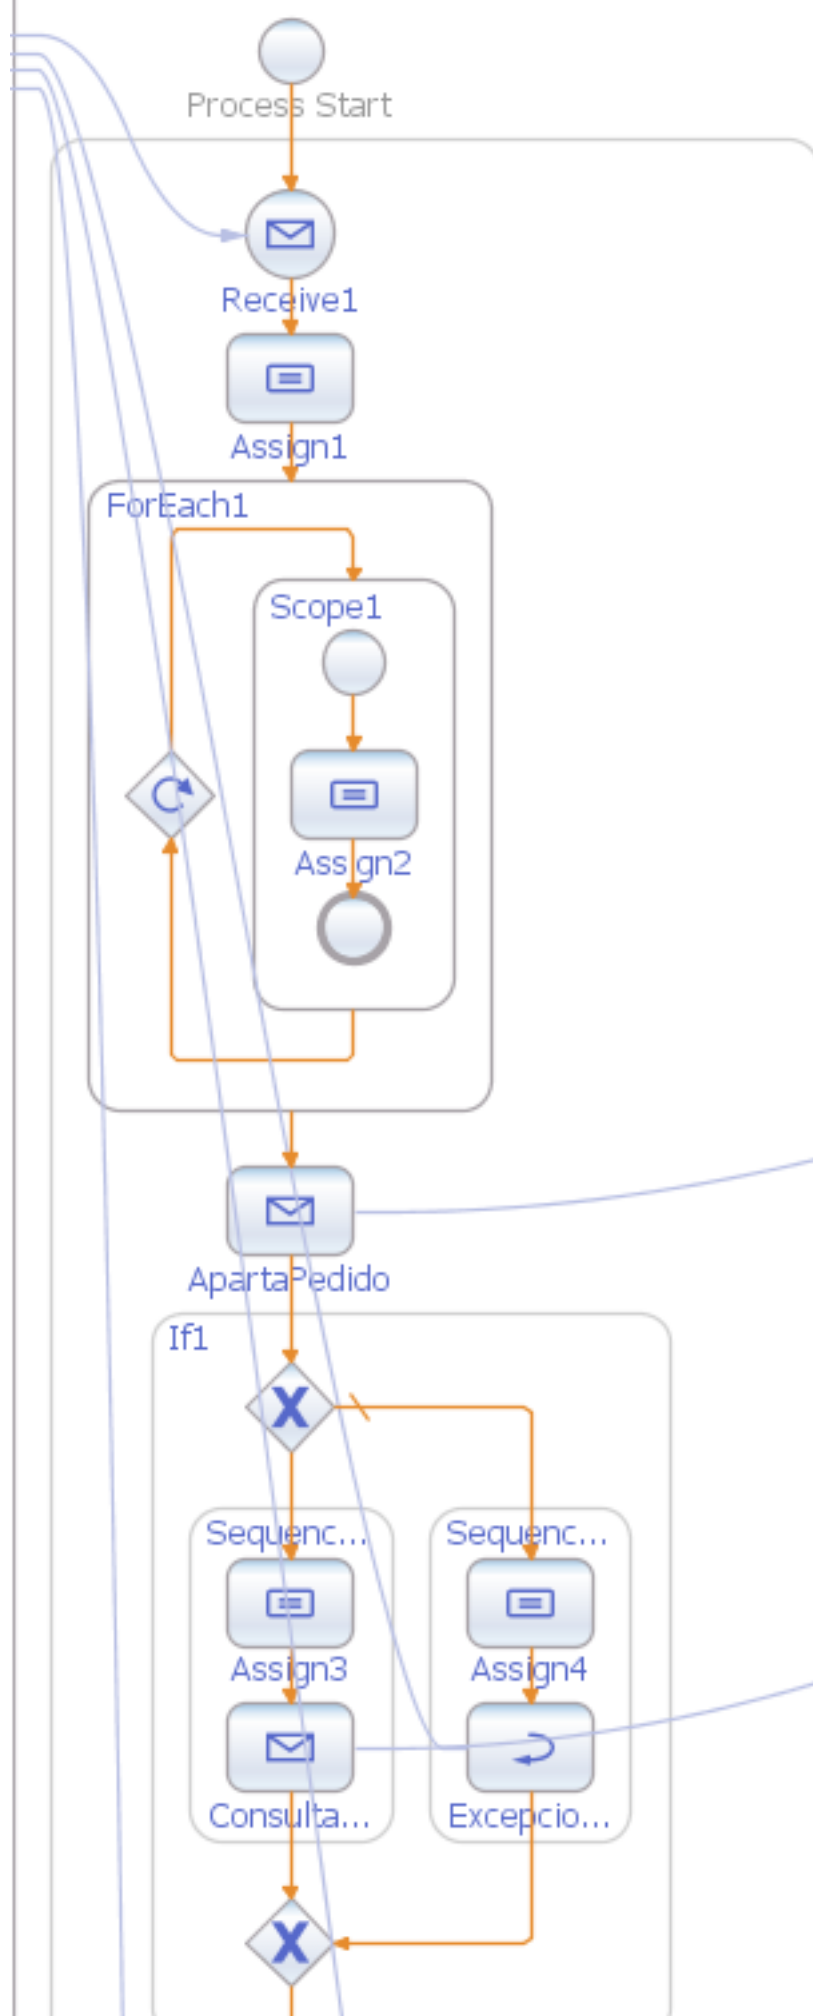 Process Start
Receive1
Assign1
ForEach1
Scope1
Assign2
ApartaPedido
If1
Sequenc... Sequenc...
Assign3 Assign4
Consulta... Excepcio...